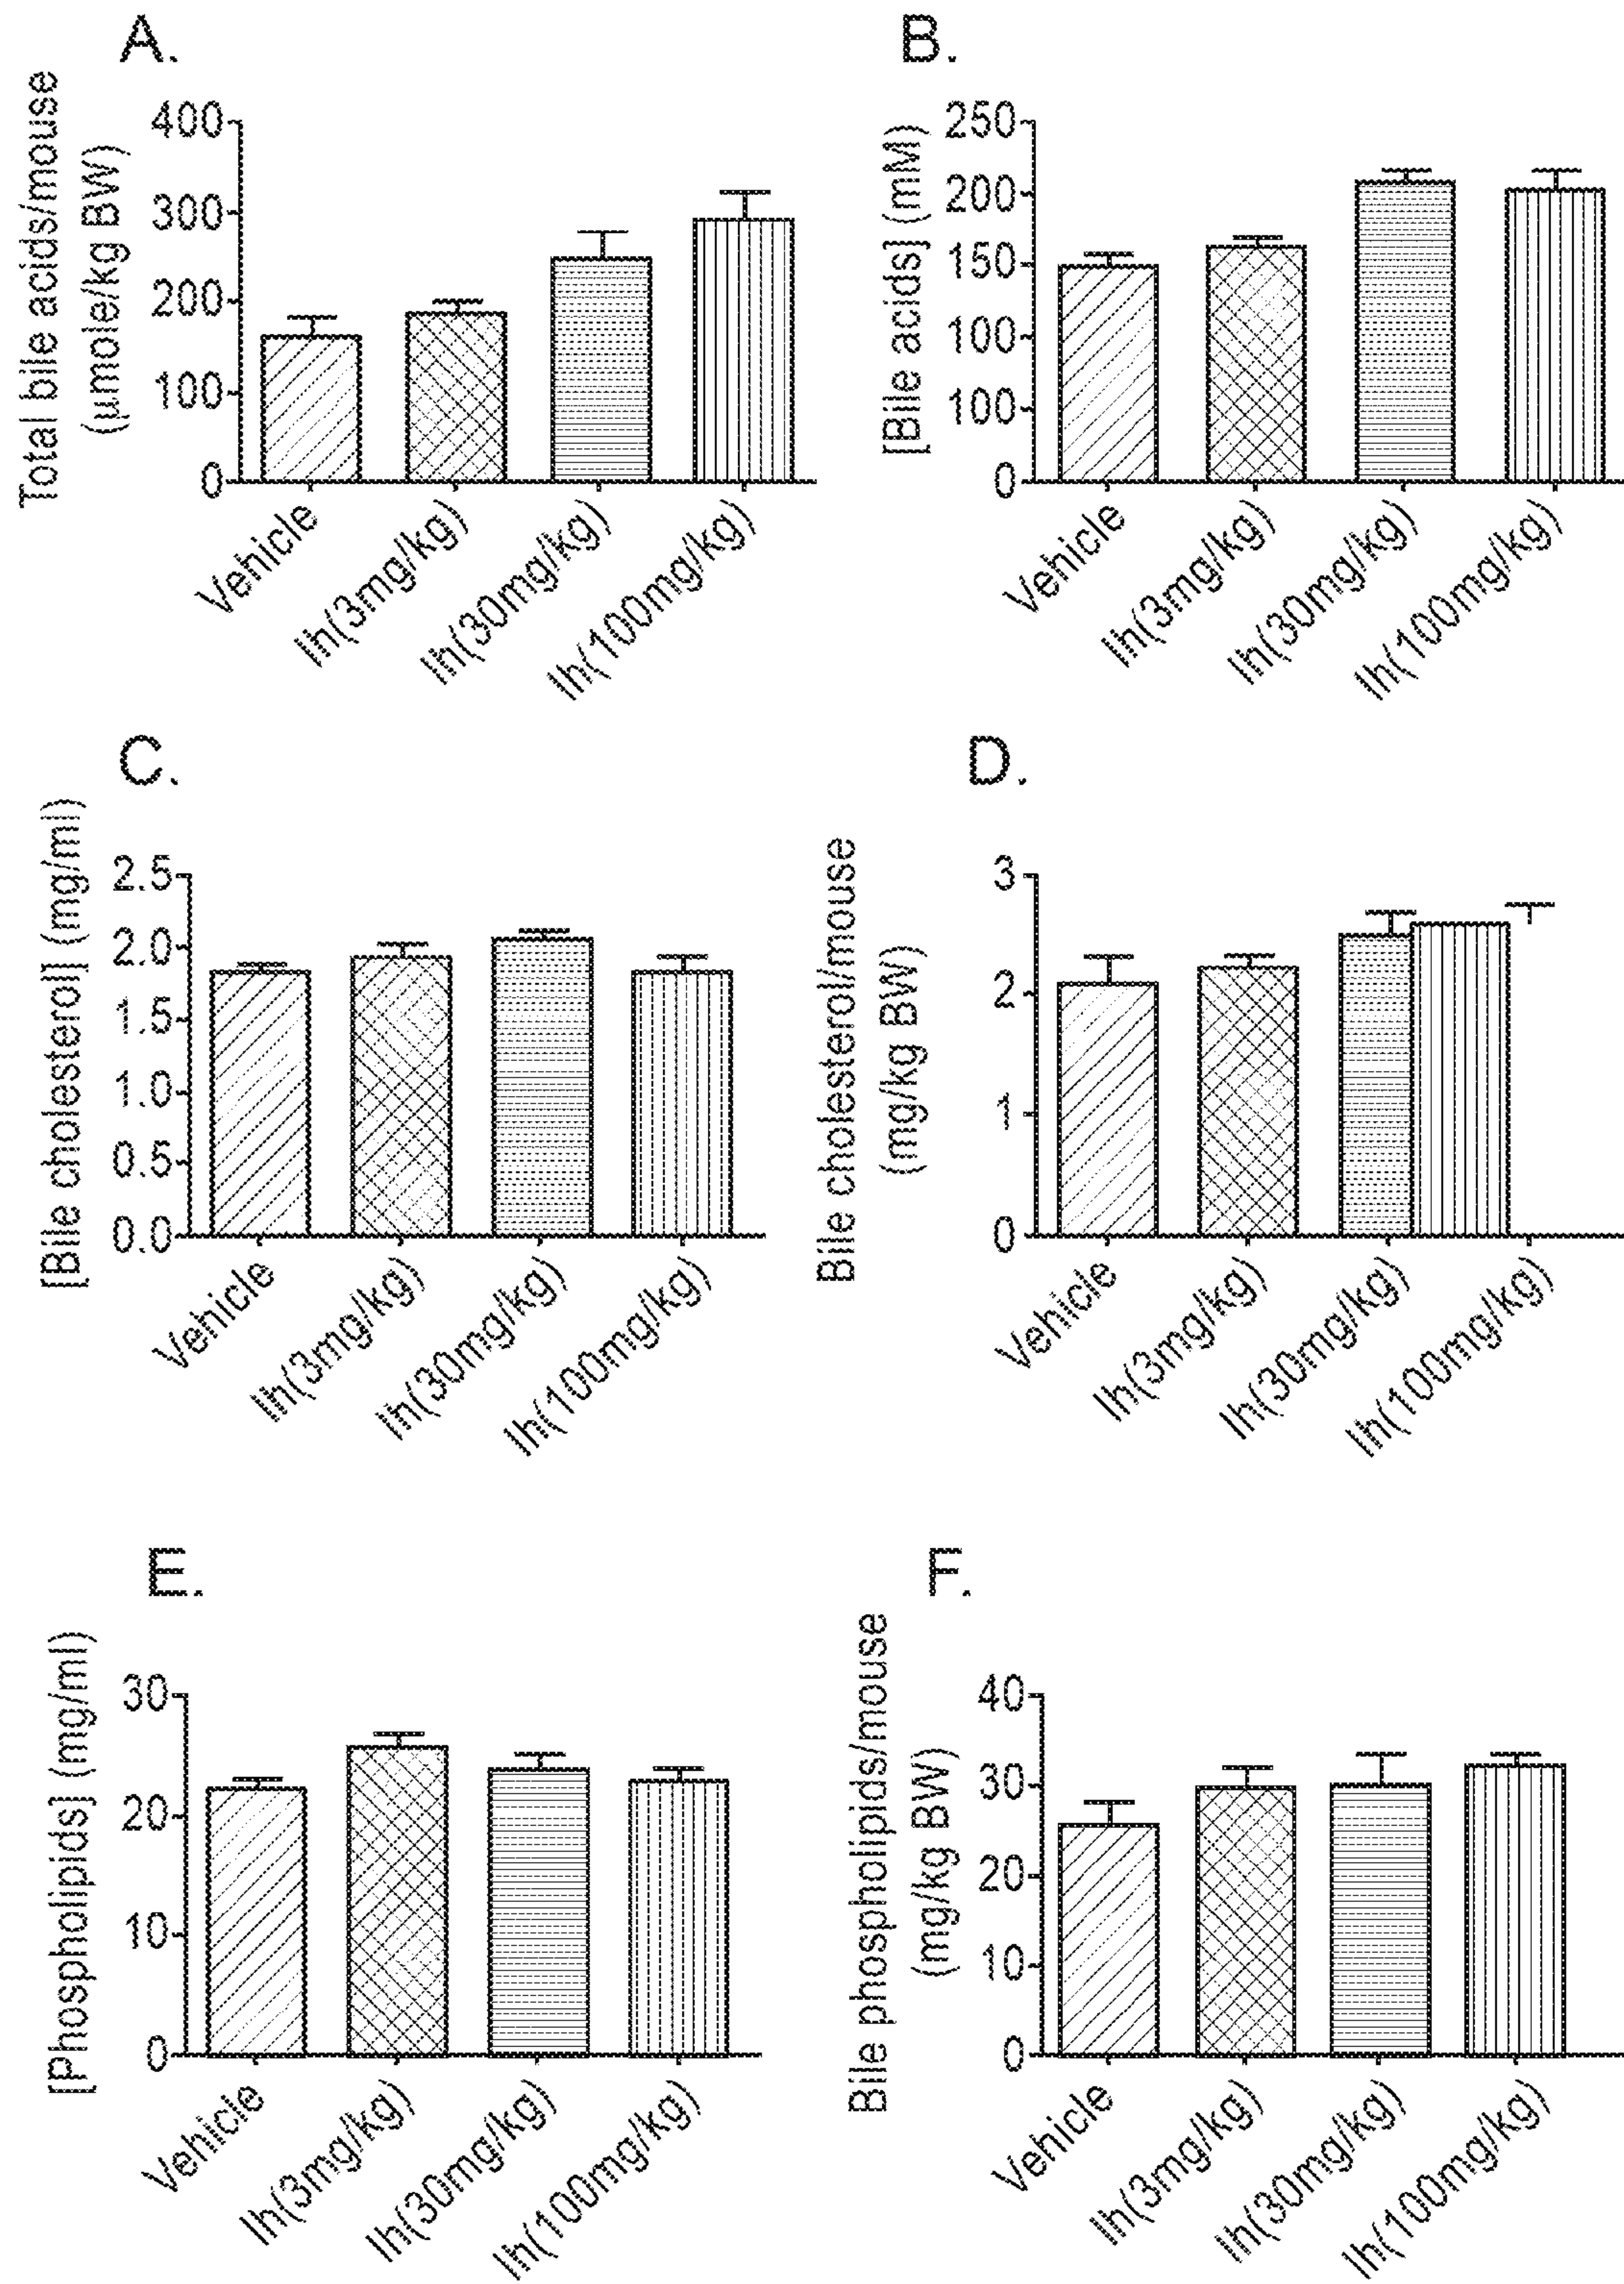 A.
Total bile acids/mouse
(µmole/kg BW)
400
300
200
100
0
Vehicle
Ih(3mg/kg)
Ih(30mg/kg)
Ih(100mg/kg)
B.
[Bile acids] (mM)
250
200
150
100
100
0
Vehicle
Ih(3mg/kg)
Ih(30mg/kg)
Ih(100mg/kg)
C.
[Bile cholesterol] (mg/ml)
2.5
2.0
1.5
1.0
0.5
0.0
Vehicle
Ih(3mg/kg)
Ih(30mg/kg)
Ih(100mg/kg)
D.
Bile cholesterol/mouse
(mg/kg BW)
3
2
1
0
Vehicle
Ih(3mg/kg)
Ih(30mg/kg)
Ih(100mg/kg)
E.
[Phospholipids] (mg/ml)
30
20
10
0
Vehicle
Ih(3mg/kg)
Ih(30mg/kg)
Ih(100mg/kg)
F.
Bile phospholipids/mouse
(mg/kg BW)
40
30
20
10
0
Vehicle
Ih(3mg/kg)
Ih(30mg/kg)
Ih(100mg/kg)